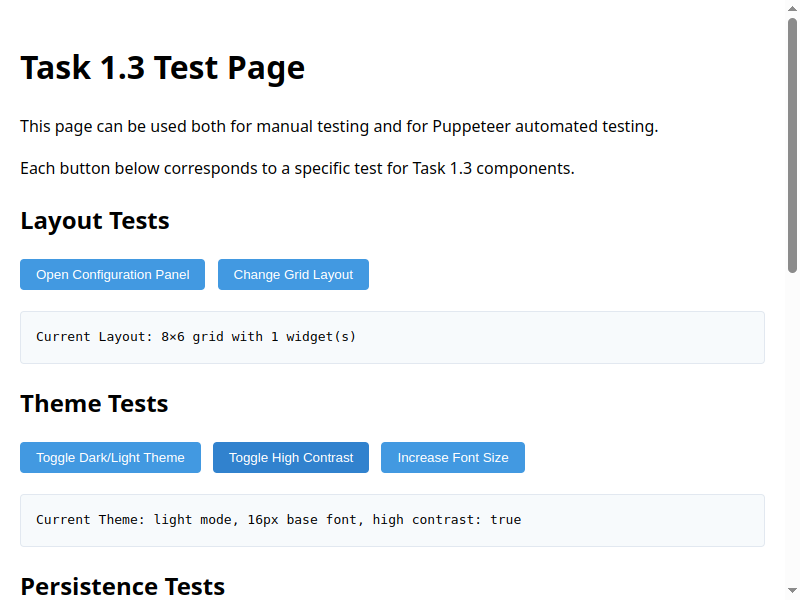 Task 1.3 Test Page
This page can be used both for manual testing and for Puppeteer automated testing.
Each button below corresponds to a specific test for Task 1.3 components.
Layout Tests
Open Configuration Panel
Change Grid Layout
Current Layout: 8×6 grid with 1 widget(s)
Theme Tests
Toggle Dark/Light Theme
Toggle High Contrast
Increase Font Size
Current Theme: light mode, 16px base font, high contrast: true
Persistence Tests